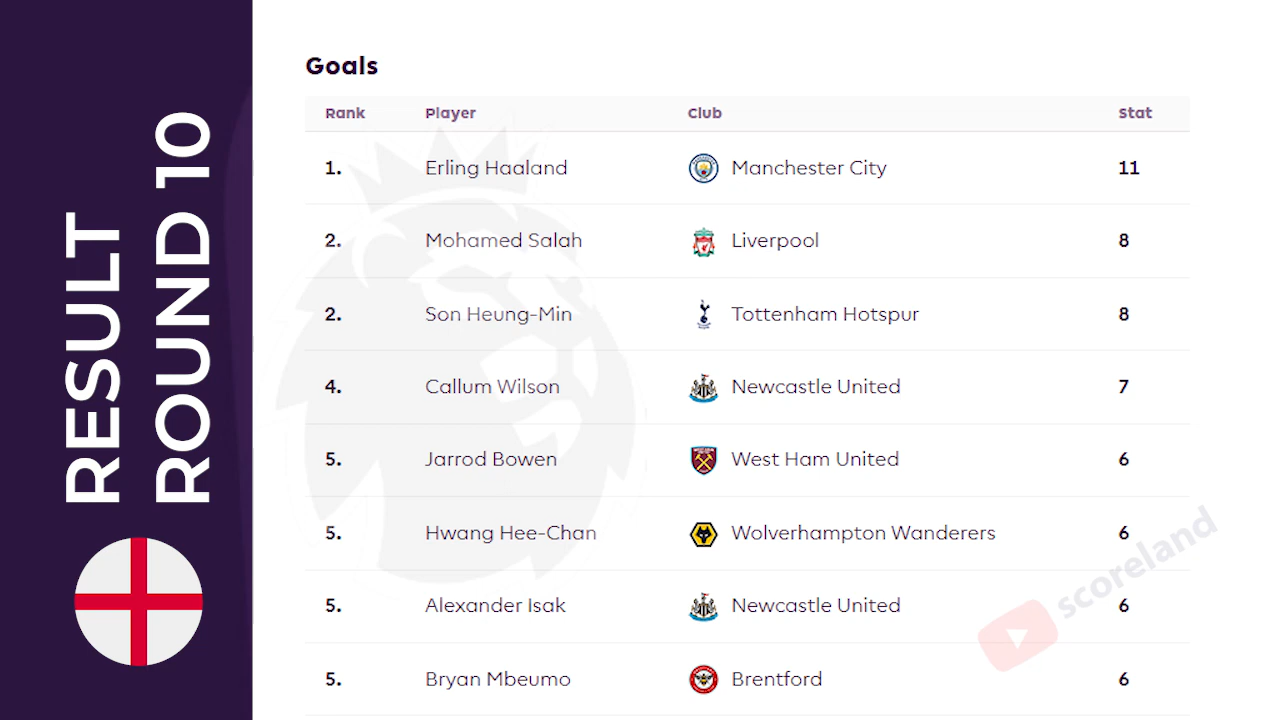 RESULT
ROUND 10
Goals
Rank Player Club Stat
1. Erling Haaland Manchester City 11
2. Mohamed Salah Liverpool 8
2. Son Heung-Min Tottenham Hotspur 8
4. Callum Wilson Newcastle United 7
5. Jarrod Bowen West Ham United 6
5. Hwang Hee-Chan Wolverhampton Wanderers 6
5. Alexander Isak Newcastle United 6
5. Bryan Mbeumo Brentford 6
scoreland